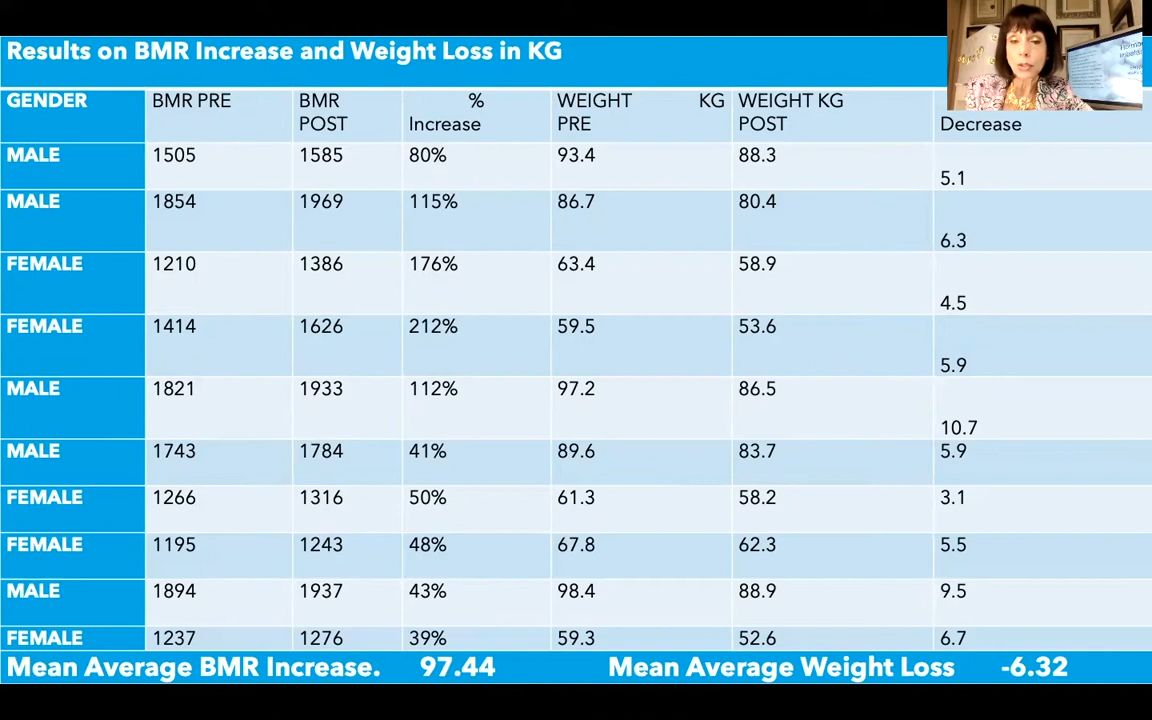 Results on BMR Increase and Weight Loss in KG
GENDER BMR PRE BMR POST % Increase WEIGHT KG PRE WEIGHT KG POST Decrease
MALE 1505 1585 80% 93.4 88.3 5.1
MALE 1854 1969 115% 86.7 80.4 6.3
FEMALE 1210 1386 176% 63.4 58.9 4.5
FEMALE 1414 1626 212% 59.5 53.6 5.9
MALE 1821 1933 112% 97.2 86.5 10.7
MALE 1743 1784 41% 89.6 83.7 5.9
FEMALE 1266 1316 50% 61.3 58.2 3.1
FEMALE 1195 1243 48% 67.8 62.3 5.5
MALE 1894 1937 43% 98.4 88.9 9.5
FEMALE 1237 1276 39% 59.3 52.6 6.7
Mean Average BMR Increase. 97.44 Mean Average Weight Loss -6.32